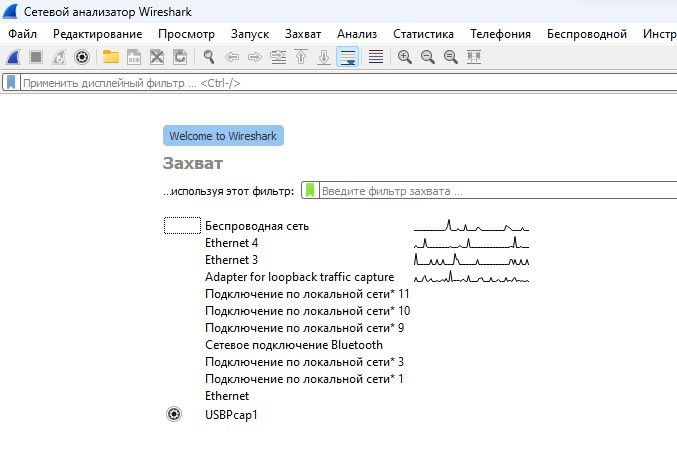 Сетевой анализатор Wireshark
Файл Редактирование Просмотр Запуск Захват Анализ Статистика Телефония Беспроводной Инстр
Применить дисплейный фильтр ... <Ctrl-/>
Welcome to Wireshark
Захват
...используя этот фильтр: Введите фильтр захвата ...
Беспроводная сеть
Ethernet 4
Ethernet 3
Adapter for loopback traffic capture
Подключение по локальной сети* 11
Подключение по локальной сети* 10
Подключение по локальной сети* 9
Сетевое подключение Bluetooth
Подключение по локальной сети* 3
Подключение по локальной сети* 1
Ethernet
USBPcap1